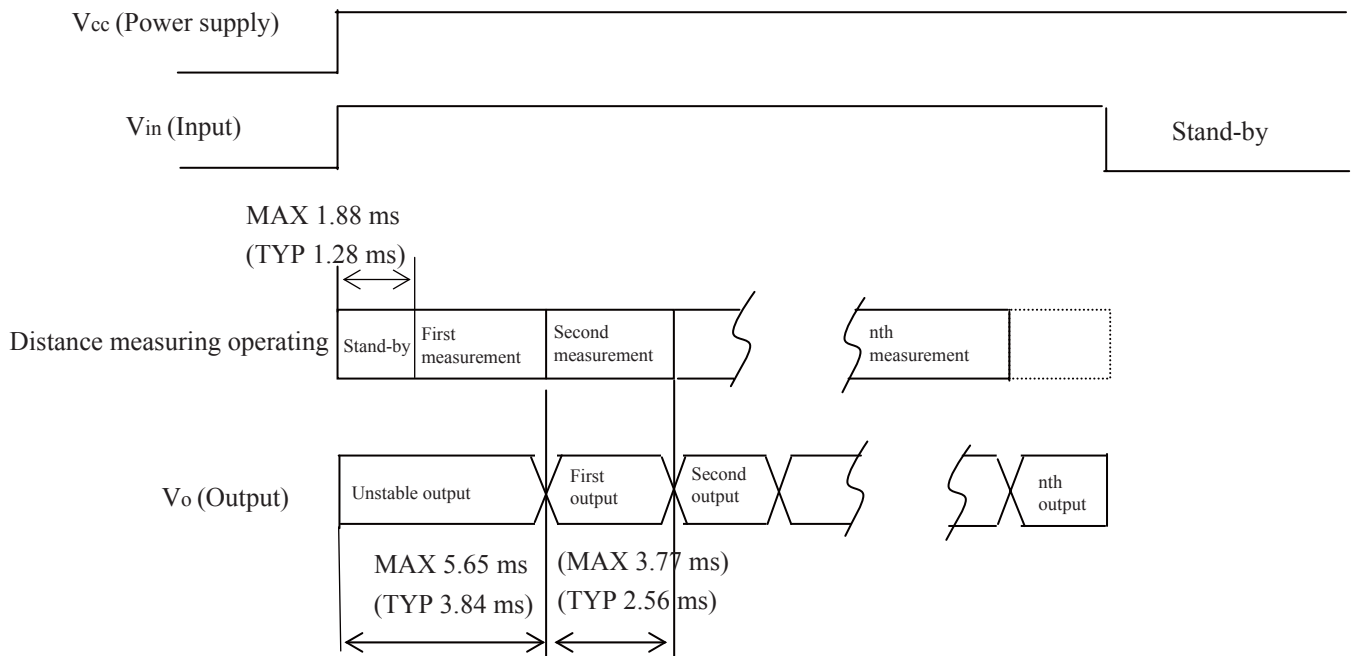 Vcc (Power supply)
Vin (Input)
Stand-by
MAX 1.88 ms
(TYP 1.28 ms)
Distance measuring operating
Stand-by
First
measurement
Second
measurement
nth
measurement
Vo (Output)
Unstable output
First
output
Second
output
nth
output
MAX 5.65 ms
(TYP 3.84 ms)
(MAX 3.77 ms)
(TYP 2.56 ms)